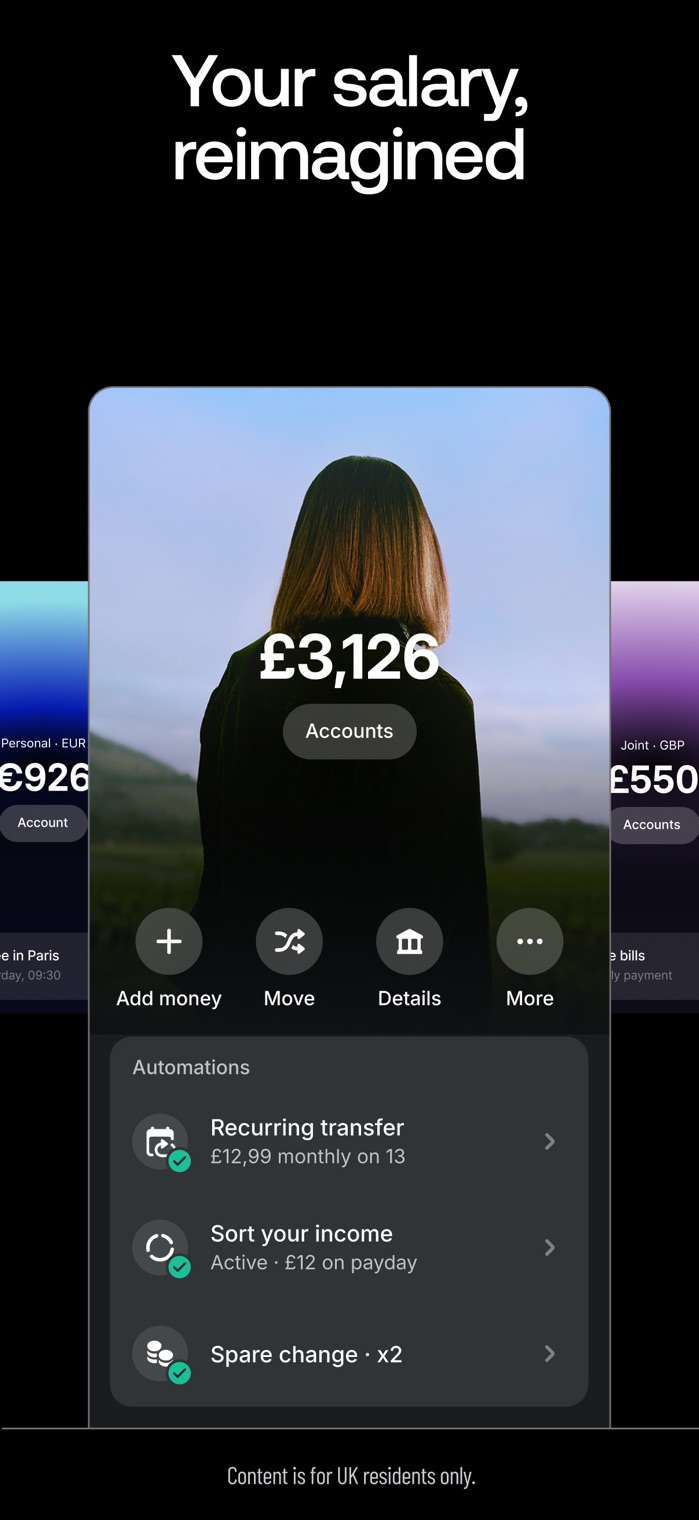 Your salary,
reimagined
£3,126
Accounts
Personal · EUR
€926
Account
e in Paris
day, 09:30
Joint · GBP
£550
Accounts
e bills
ly payment
Add money
Move
Details
More
Automations
Recurring transfer
£12,99 monthly on 13
Sort your income
Active · £12 on payday
Spare change · x2
Content is for UK residents only.